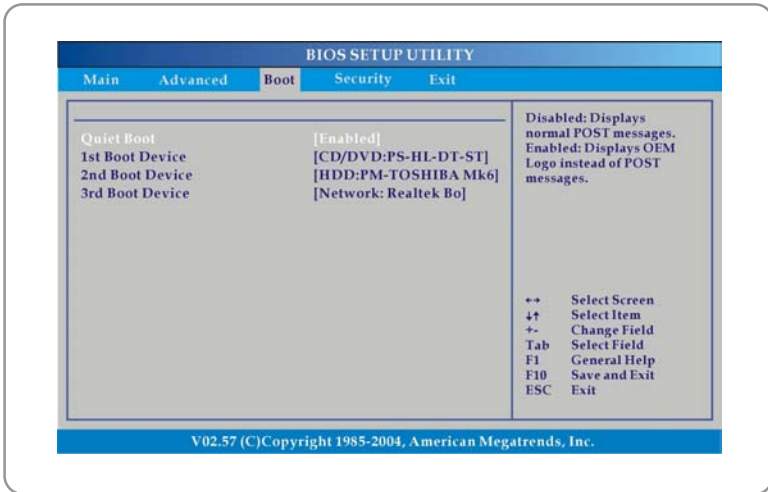 BIOS SETUP UTILITY
Main Advanced Boot Security Exit
Quiet Boot [Enabled]
1st Boot Device [CD/DVD:PS-HL-DT-ST]
2nd Boot Device [HDD:PM-TOSHIBA Mk6]
3rd Boot Device [Network: Realtek Bo]
Disabled: Displays
normal POST messages.
Enabled: Displays OEM
Logo instead of POST
messages.
↔ Select Screen
↓↑ Select Item
+- Change Field
Tab Select Field
F1 General Help
F10 Save and Exit
ESC Exit
V02.57 (C)Copyright 1985-2004, American Megatrends, Inc.